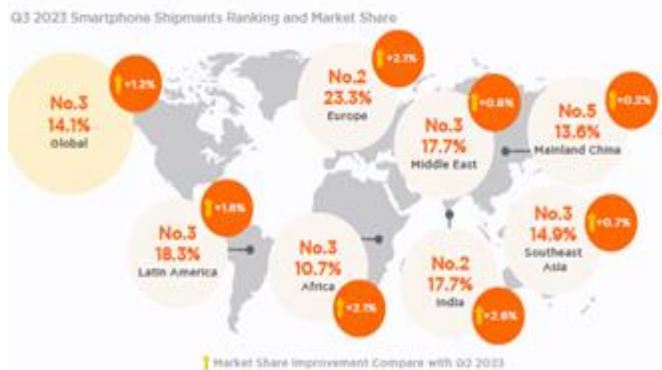 Q3 2023 Smartphone Shipments Ranking and Market Share
No.3
14.1%
Global
+1.2%
No.2
23.3%
Europe
+2.1%
No.3
17.7%
Middle East
+0.6%
No.5
13.6%
Mainland China
+0.2%
No.3
18.3%
Latin America
+1.6%
No.3
10.7%
Africa
+2.1%
No.2
17.7%
India
+2.6%
No.3
14.9%
Southeast
Asia
+0.7%
Market Share Improvement Compare with Q2 2023